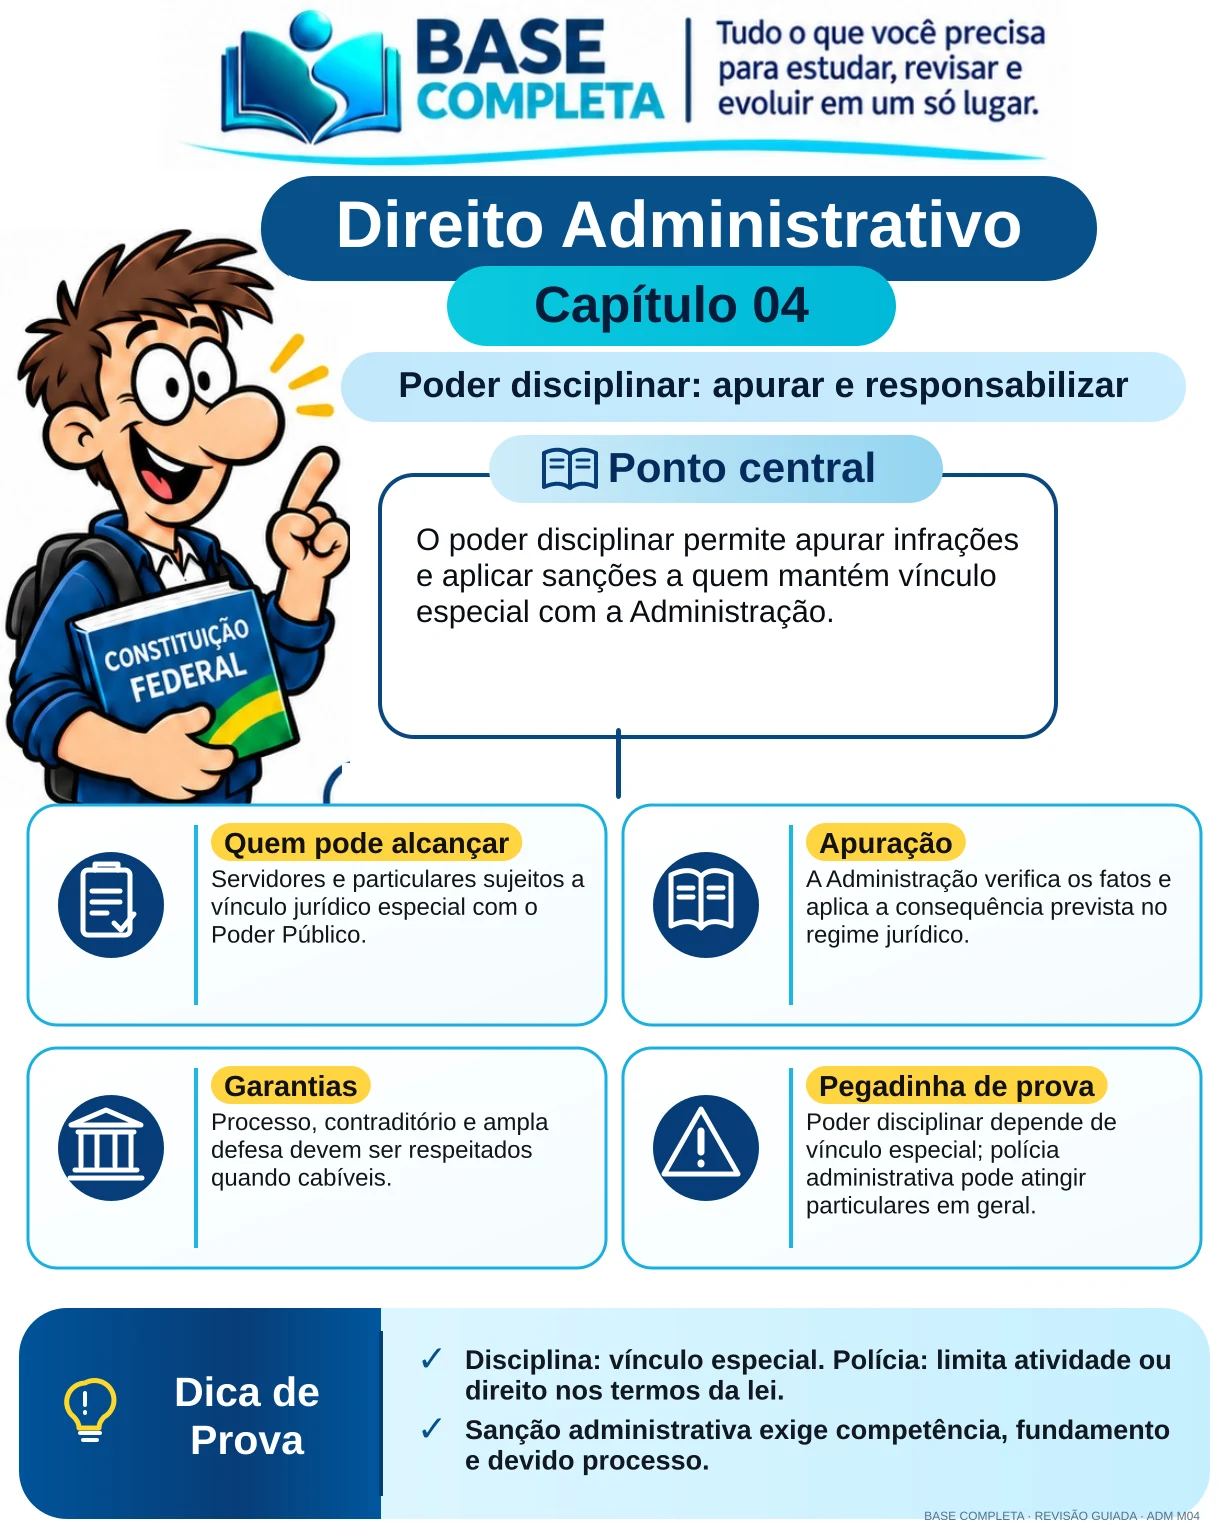 BASE
COMPLETA
Tudo o que você precisa
para estudar, revisar e
evoluir em um só lugar.
Direito Administrativo
Capítulo 04
Poder disciplinar: apurar e responsabilizar
Ponto central
O poder disciplinar permite apurar infrações
e aplicar sanções a quem mantém vínculo
especial com a Administração.
CONSTITUIÇÃO
FEDERAL
Quem pode alcançar
Servidores e particulares sujeitos a
vínculo jurídico especial com o
Poder Público.
Apuração
A Administração verifica os fatos e
aplica a consequência prevista no
regime jurídico.
Garantias
Processo, contraditório e ampla
defesa devem ser respeitados
quando cabíveis.
Pegadinha de prova
Poder disciplinar depende de
vínculo especial; polícia
administrativa pode atingir
particulares em geral.
Dica de
Prova
✓ Disciplina: vínculo especial. Polícia: limita atividade ou
direito nos termos da lei.
✓ Sanção administrativa exige competência, fundamento
e devido processo.
BASE COMPLETA · REVISÃO GUIADA · ADM M04